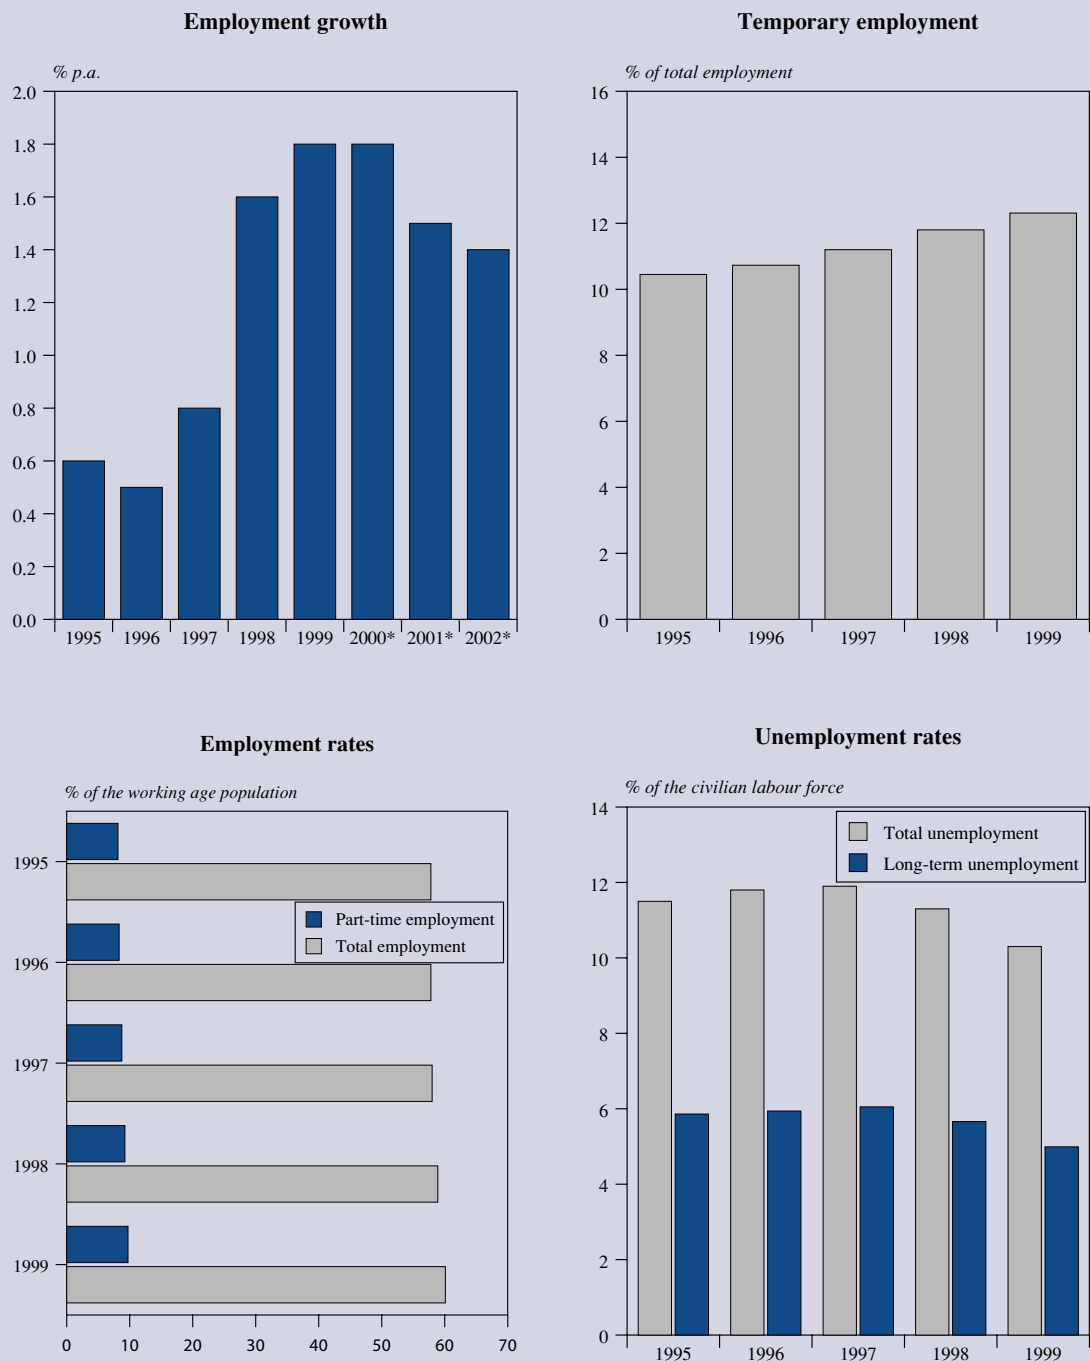 Employment growth
% p.a.
2.0
1.8
1.6
1.4
1.2
1.0
0.8
0.6
0.4
0.2
0.0
1995 1996 1997 1998 1999 2000* 2001* 2002*
Temporary employment
% of total employment
16
14
12
10
8
6
4
2
0
1995 1996 1997 1998 1999
Employment rates
% of the working age population
1995
Part-time employment
Total employment
1996
1997
1998
1999
0 10 20 30 40 50 60 70
Unemployment rates
% of the civilian labour force
14
Total unemployment
Long-term unemployment
12
10
8
6
4
2
0
1995 1996 1997 1998 1999